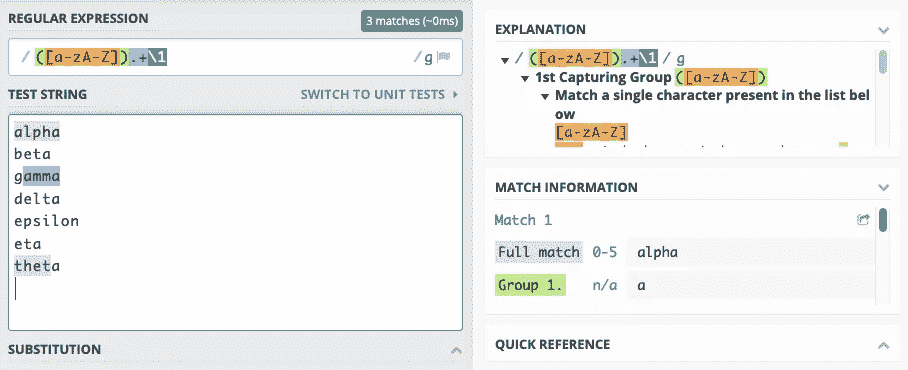 REGULAR EXPRESSION
3 matches (~0ms)
/ ([a-zA-Z]).+\1
/ g
TEST STRING
SWITCH TO UNIT TESTS
alpha
beta
gamma
delta
epsilon
eta
theta
SUBSTITUTION
EXPLANATION
/ ([a-zA-Z]).+\1 / g
1st Capturing Group ([a-zA-Z])
Match a single character present in the list bel
ow
[a-zA-Z]
MATCH INFORMATION
Match 1
Full match 0-5 alpha
Group 1. n/a a
QUICK REFERENCE